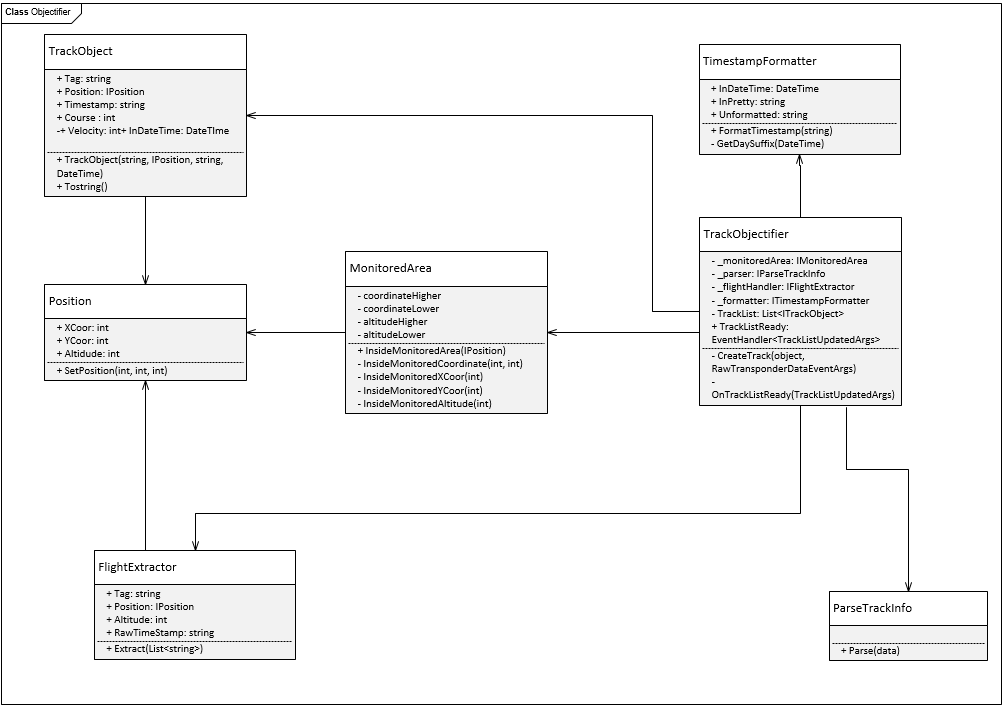 Class Objectifier
TrackObject
+ Tag: string
+ Position: IPosition
+ Timestamp: string
+ Course : int
-+ Velocity: int+ InDateTime: DateTIme
+ TrackObject(string, IPosition, string,
DateTime)
+ Tostring()
TimestampFormatter
+ InDateTime: DateTime
+ InPretty: string
+ Unformatted: string
+ FormatTimestamp(string)
- GetDaySuffix(DateTime)
TrackObjectifier
- _monitoredArea: IMonitoredArea
- _parser: IParseTrackInfo
- _flightHandler: IFlightExtractor
- _formatter: ITimestampFormatter
- TrackList: List<ITrackObject>
+ TrackListReady:
EventHandler<TrackListUpdatedArgs>
- CreateTrack(object,
RawTransponderDataEventArgs)
-
OnTrackListReady(TrackListUpdatedArgs)
MonitoredArea
- coordinateHigher
- coordinateLower
- altitudeHigher
- altitudeLower
+ InsideMonitoredArea(IPosition)
- InsideMonitoredCoordinate(int, int)
- InsideMonitoredXCoor(int)
- InsideMonitoredYCoor(int)
- InsideMonitoredAltitude(int)
Position
+ XCoor: int
+ YCoor: int
+ Altidude: int
+ SetPosition(int, int, int)
FlightExtractor
+ Tag: string
+ Position: IPosition
+ Altitude: int
+ RawTimeStamp: string
+ Extract(List<string>)
ParseTrackInfo
+ Parse(data)